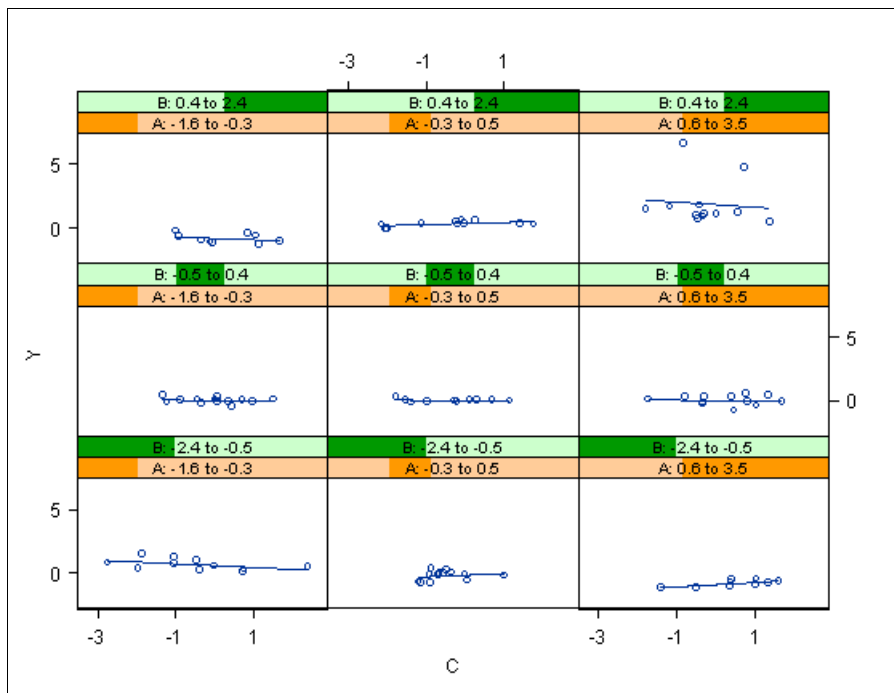 -3 -1 1
B: 0.4 to 2.4 B: 0.4 to 2.4 B: 0.4 to 2.4
A: -1.6 to -0.3 A: -0.3 to 0.5 A: 0.6 to 3.5
5
0
B: -0.5 to 0.4 B: -0.5 to 0.4 B: -0.5 to 0.4
A: -1.6 to -0.3 A: -0.3 to 0.5 A: 0.6 to 3.5
5
Y
0
B: -2.4 to -0.5 B: -2.4 to -0.5 B: -2.4 to -0.5
A: -1.6 to -0.3 A: -0.3 to 0.5 A: 0.6 to 3.5
5
0
-3 -1 1 -3 -1 1
C